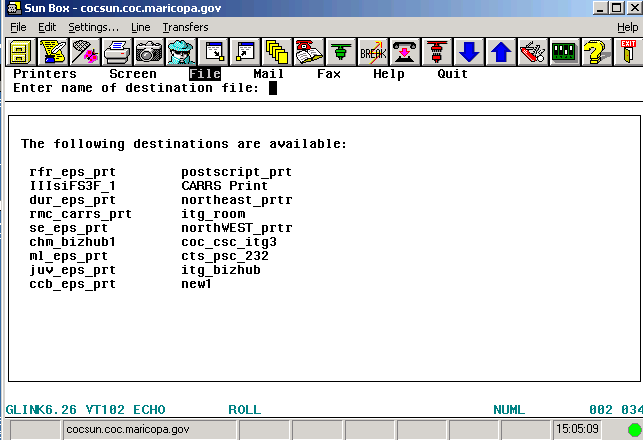 Sun Box - cocsun.coc.maricopa.gov
File Edit Settings... Line Transfers Help
BREAK EXIT
Printers Screen File Mail Fax Help Quit
Enter name of destination file:
The following destinations are available:
rfr_eps_prt postscript_prt
IIIsiFS3F_1 CARRS Print
dur_eps_prt northeast_prtr
rmc_carrs_prt itg_room
se_eps_prt northWEST_prtr
chm_bizhub1 coc_csc_itg3
ml_eps_prt cts_psc_232
juv_eps_prt itg_bizhub
ccb_eps_prt new1
GLINK6.26 VT102 ECHO ROLL NUML 002 034
cocsun.coc.maricopa.gov 15:05:09